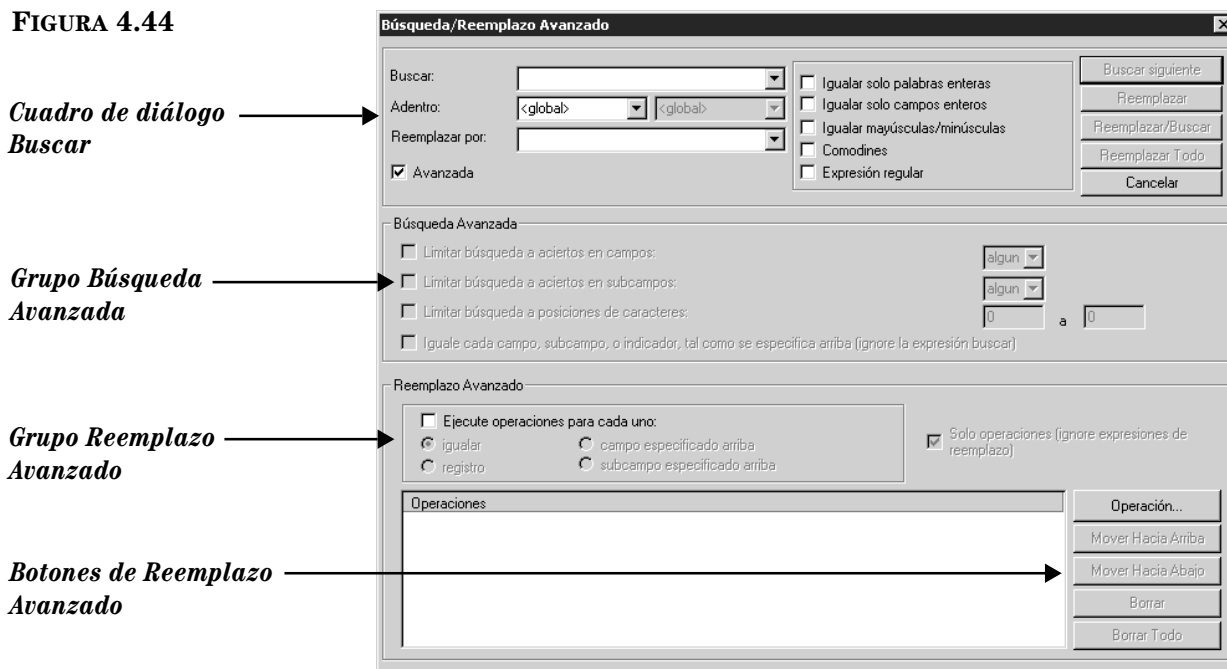 FIGURA 4.44
Búsqueda/Reemplazo Avanzado
Cuadro de diálogo
Buscar
Buscar:
Adentro:
<global>
<global>
Reemplazar por:
Avanzada
Igualar solo palabras enteras
Igualar solo campos enteros
Igualar mayúsculas/minúsculas
Comodines
Expresión regular
Buscar siguiente
Reemplazar
Reemplazar/Buscar
Reemplazar Todo
Cancelar
Grupo Búsqueda
Avanzada
Búsqueda Avanzada
Limitar búsqueda a aciertos en campos:
algun
Limitar búsqueda a aciertos en subcampos:
algun
Limitar búsqueda a posiciones de caracteres:
0 a 0
Iguale cada campo, subcampo, o indicador, tal como se especifica arriba (ignore la expresión buscar)
Grupo Reemplazo
Avanzado
Reemplazo Avanzado
Ejecute operaciones para cada uno:
igualar
campo especificado arriba
registro
subcampo especificado arriba
Solo operaciones (ignore expresiones de
reemplazo)
Botones de Reemplazo
Avanzado
Operaciones
Operación...
Mover Hacia Arriba
Mover Hacia Abajo
Borrar
Borrar Todo